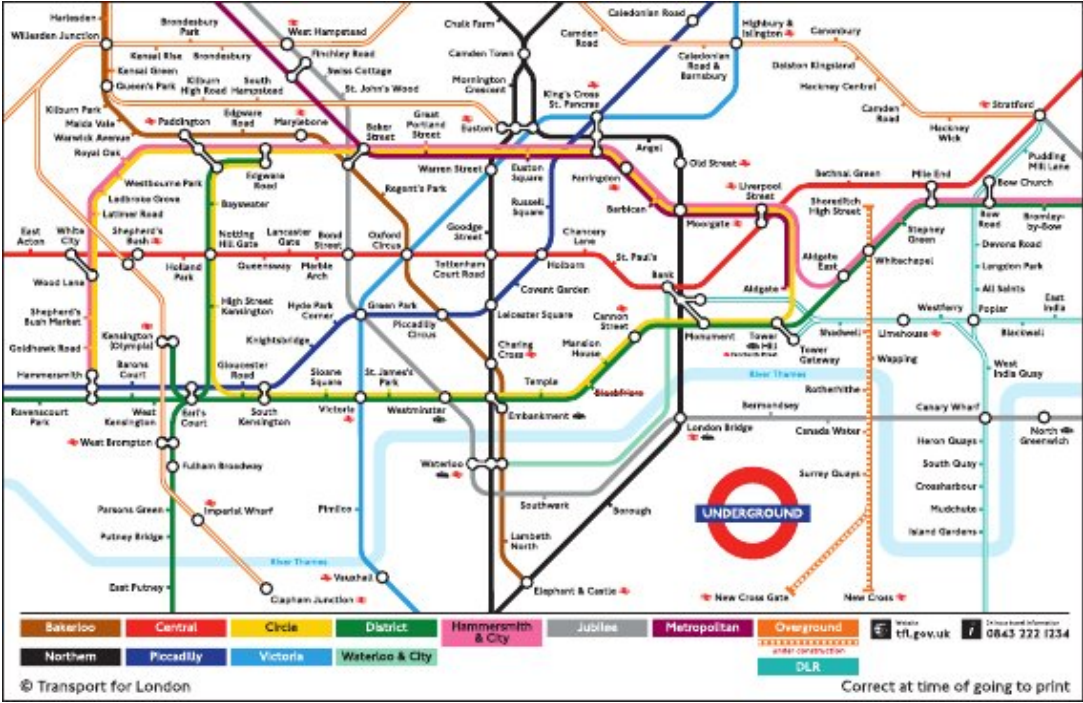 Harlesden
Willesden Junction
Brondesbury
Park
West Hampstead
Chalk Farm
Caledonian Road
Highbury &
Islington
Canonbury
Kensal Rise
Brondesbury
Finchley Road
Camden
Road
Camden Town
Caledonian
Road &
Barnsbury
Dalston Kingsland
Kensal Green
Swiss Cottage
Queen's Park
Kilburn
High Road
South
Hampstead
St. John's Wood
Mornington
Crescent
King's Cross
St. Pancras
Hackney Central
Camden
Road
Stratford
Kilburn Park
Maida Vale
Warwick Avenue
Royal Oak
Paddington
Edgware
Road
Marylebone
Baker
Street
Great
Portland
Street
Euston
Angel
Old Street
Hackney
Wick
Pudding
Mill Lane
Westbourne Park
Ladbroke Grove
Latimer Road
Edgware
Road
Warren Street
Euston
Square
Farringdon
Liverpool
Street
Bethnal Green
Mile End
Bow Church
Bayswater
Regent's Park
Russell
Square
Barbican
Moorgate
Shoreditch
High Street
Stepney
Green
Bow
Road
Bromley-
by-Bow
East
Acton
White
City
Shepherd's
Bush
Notting
Hill Gate
Lancaster
Gate
Bond
Street
Oxford
Circus
Goodge
Street
Chancery
Lane
Whitechapel
Devons Road
Holland
Park
Queensway
Marble
Arch
Tottenham
Court Road
Holborn
St. Paul's
Bank
Aldgate
East
Langdon Park
Wood Lane
Aldgate
All Saints
Shepherd's
Bush Market
High Street
Kensington
Hyde Park
Corner
Green Park
Piccadilly
Circus
Covent Garden
Leicester Square
Cannon
Street
Westferry
Poplar
East
India
Kensington
(Olympia)
Knightsbridge
Charing
Cross
Mansion
House
Monument
Tower
Hill
Tower
Gateway
Shadwell
Limehouse
Blackwall
Goldhawk Road
Hammersmith
Barons
Court
Gloucester
Road
Sloane
Square
St. James's
Park
Temple
Blackfriars
River Thames
Wapping
West
India Quay
Ravenscourt
Park
West
Kensington
Earl's
Court
South
Kensington
Victoria
Westminster
Embankment
Rotherhithe
Bermondsey
Canary Wharf
North
Greenwich
West Brompton
London Bridge
Canada Water
Heron Quays
Fulham Broadway
Waterloo
Surrey Quays
South Quay
Crossharbour
Parsons Green
Imperial Wharf
Pimlico
Southwark
Borough
UNDERGROUND
Mudchute
Putney Bridge
Lambeth
North
Island Gardens
River Thames
East Putney
Clapham Junction
Vauxhall
Elephant & Castle
New Cross Gate
New Cross
Bakerloo
Central
Circle
District
Hammersmith
& City
Jubilee
Metropolitan
Overground
under construction
DLR
Northern
Piccadilly
Victoria
Waterloo & City
Website
tfl.gov.uk
24 hour travel information
0843 222 1234
© Transport for London
Correct at time of going to print